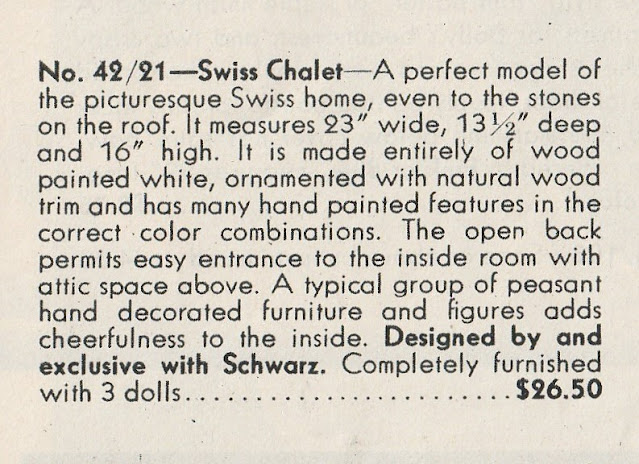 No. 42/21—Swiss Chalet—A perfect model of
the picturesque Swiss home, even to the stones
on the roof. It measures 23" wide, 13½" deep
and 16" high. It is made entirely of wood
painted white, ornamented with natural wood
trim and has many hand painted features in the
correct color combinations. The open back
permits easy entrance to the inside room with
attic space above. A typical group of peasant
hand decorated furniture and figures adds
cheerfulness to the inside. Designed by and
exclusive with Schwarz. Completely furnished
with 3 dolls.........................$26.50